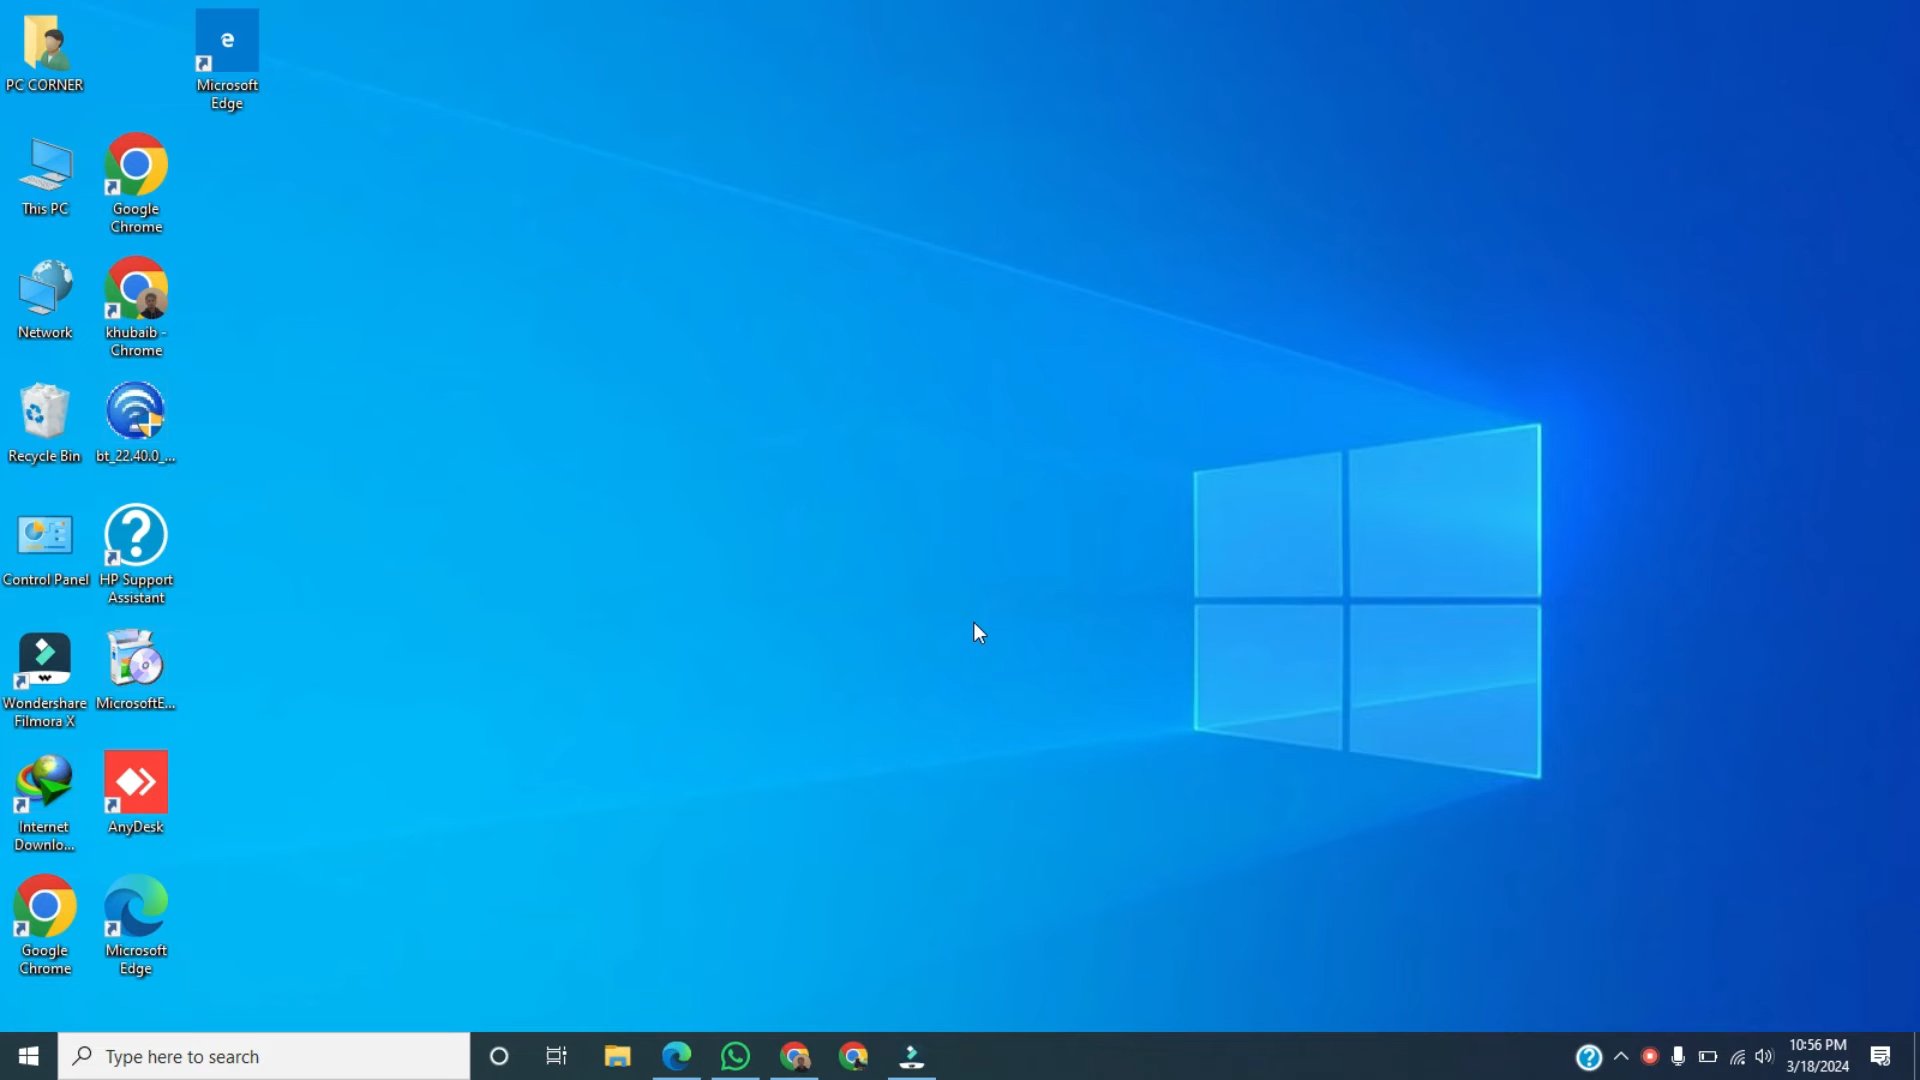 PC CORNER
Microsoft
Edge
This PC
Google
Chrome
Network
khubaib -
Chrome
Recycle Bin
bt_22.40.0_...
Control Panel
HP Support
Assistant
Wondershare
Filmora X
MicrosoftE...
Internet
Downlo...
AnyDesk
Google
Chrome
Microsoft
Edge
Type here to search
10:56 PM
3/18/2024